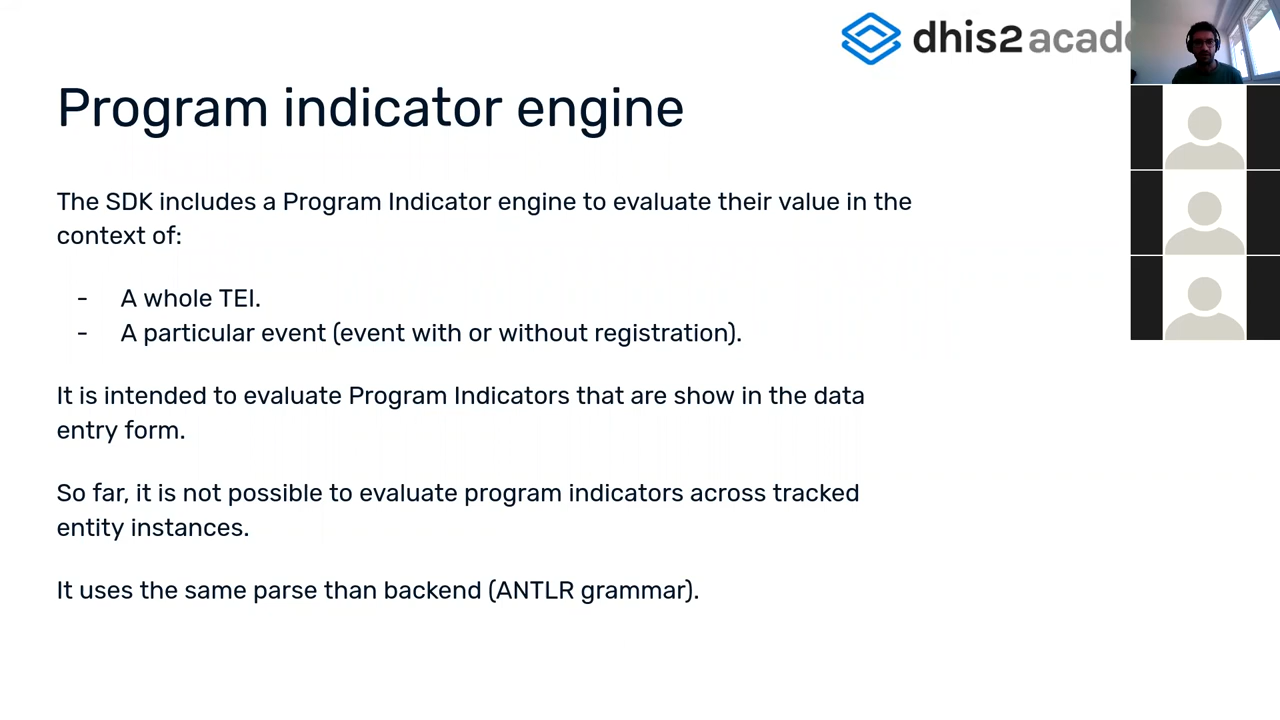 dhis2 acade
Program indicator engine
The SDK includes a Program Indicator engine to evaluate their value in the
context of:
- A whole TEI.
- A particular event (event with or without registration).
It is intended to evaluate Program Indicators that are show in the data
entry form.
So far, it is not possible to evaluate program indicators across tracked
entity instances.
It uses the same parse than backend (ANTLR grammar).